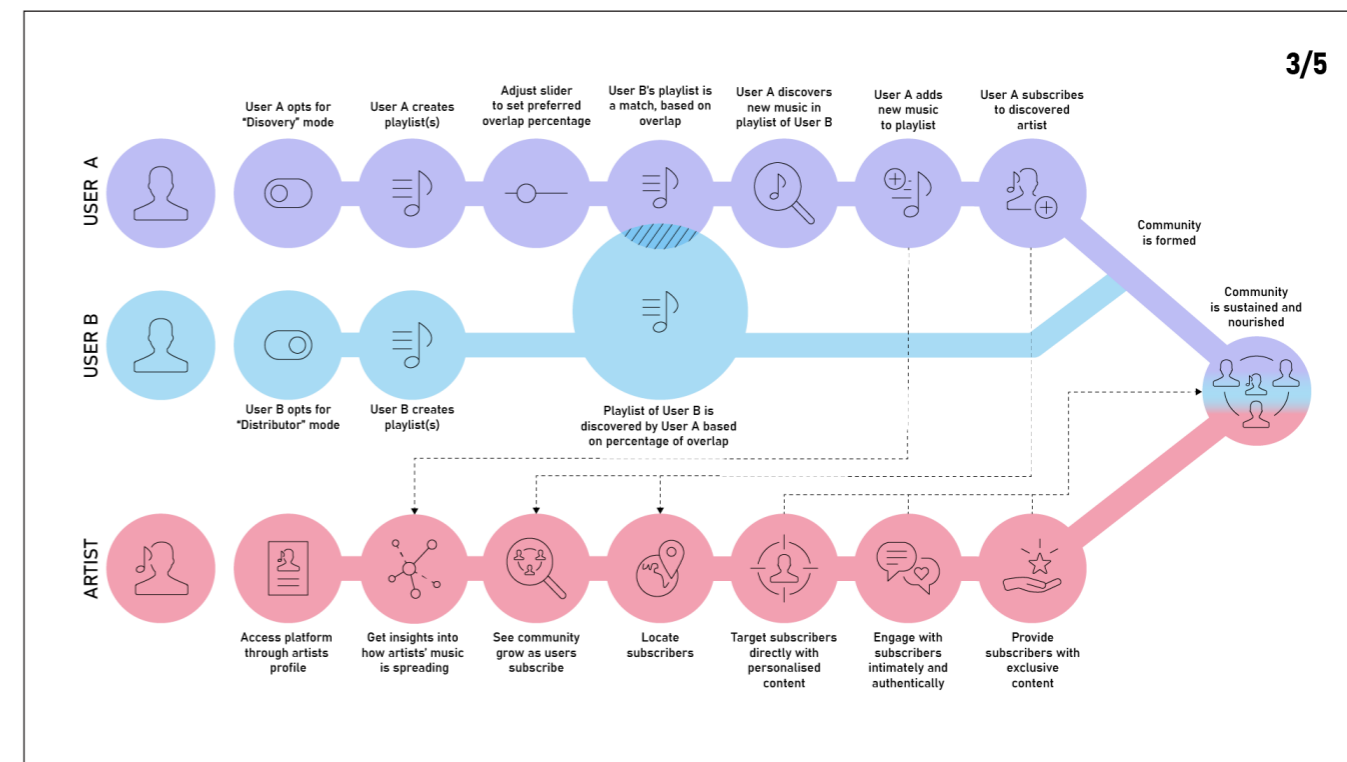 3/5
USER A
User A opts for
“Disovery” mode
User A creates
playlist(s)
Adjust slider
to set preferred
overlap percentage
User B's playlist is
a match, based on
overlap
User A discovers
new music in
playlist of User B
User A adds
new music
to playlist
User A subscribes
to discovered
artist
Community
is formed
Community
is sustained and
nourished
USER B
User B opts for
“Distributor” mode
User B creates
playlist(s)
Playlist of User B is
discovered by User A based
on percentage of overlap
ARTIST
Access platform
through artists
profile
Get insights into
how artists’ music
is spreading
See community
grow as users
subscribe
Locate
subscribers
Target subscribers
directly with
personalised
content
Engage with
subscribers
intimately and
authentically
Provide
subscribers with
exclusive
content